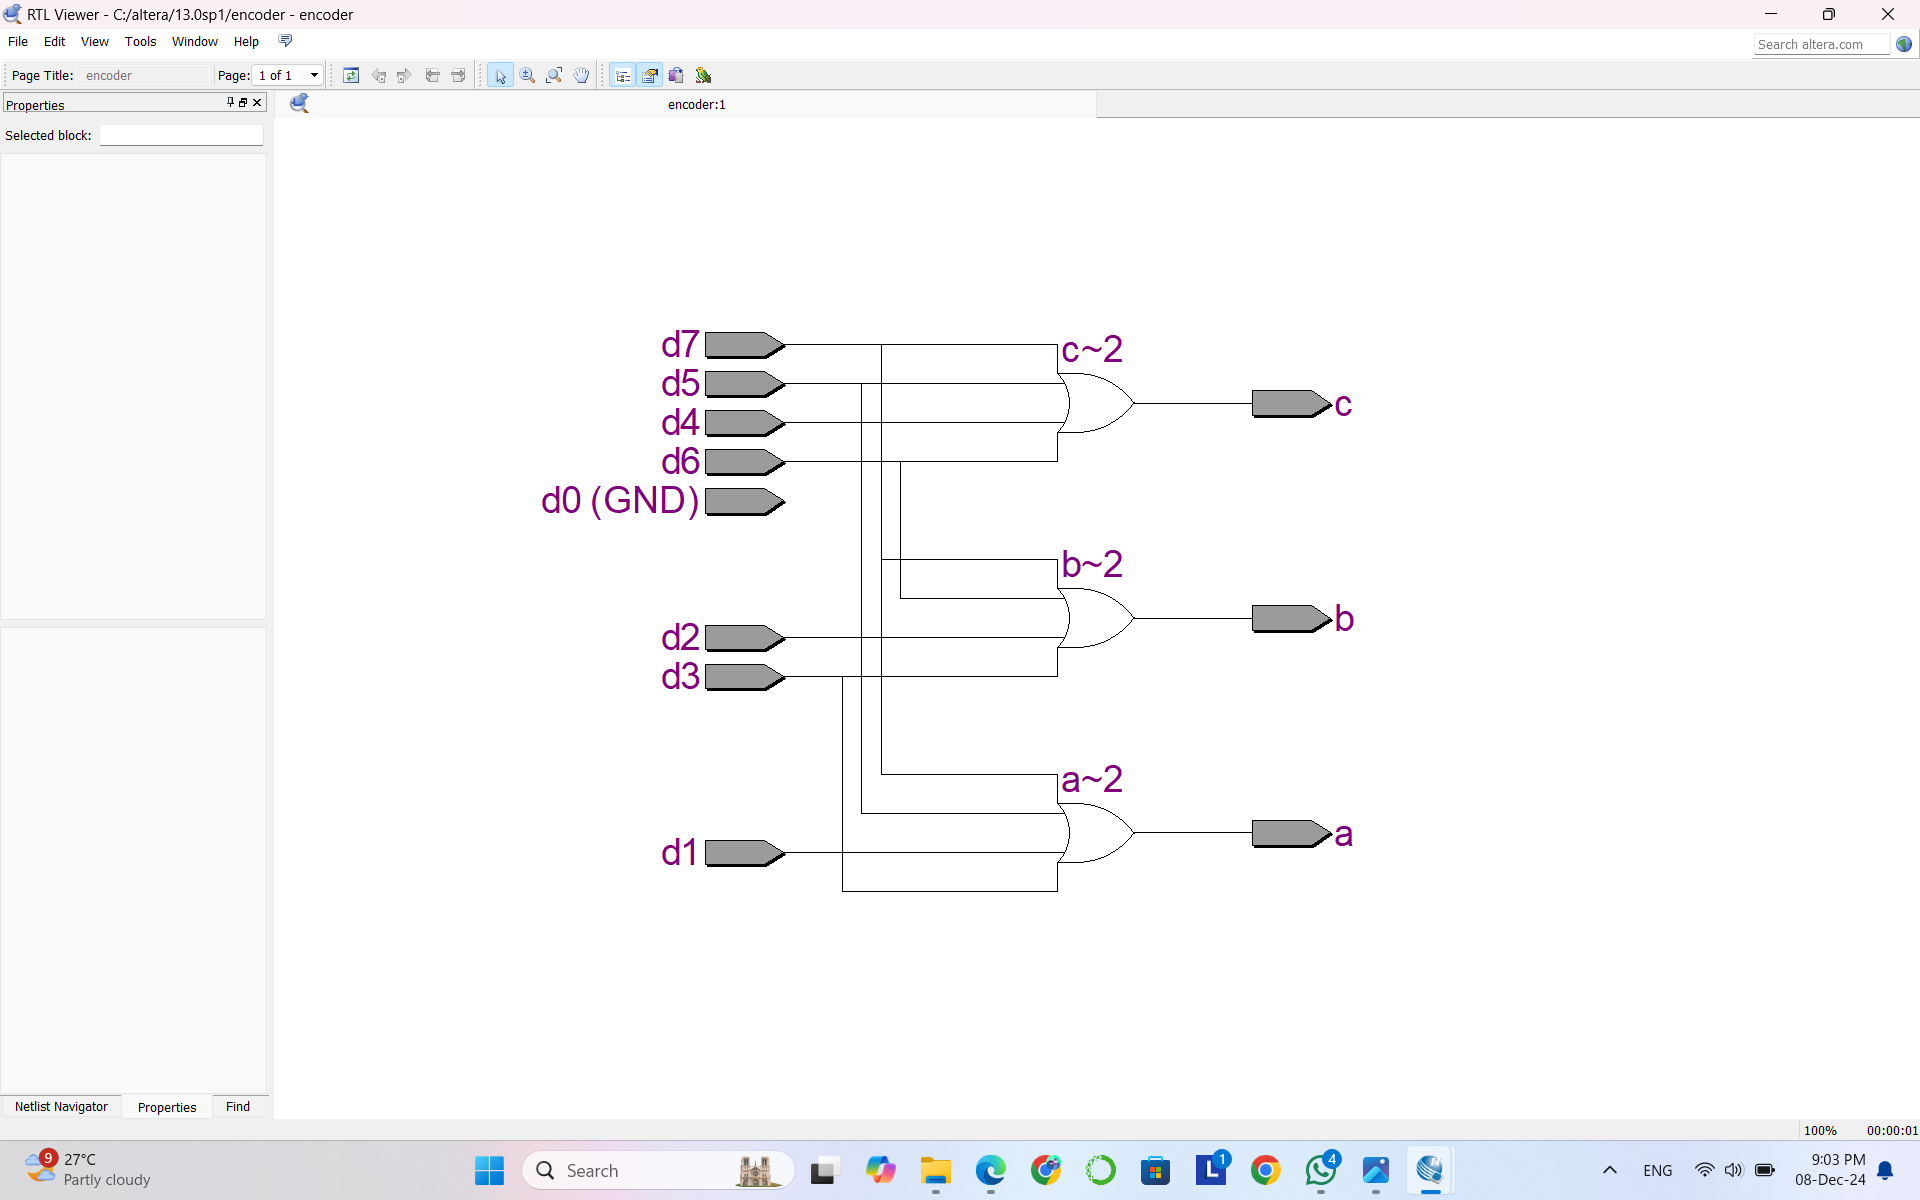 RTL Viewer - C:/altera/13.0sp1/encoder - encoder
File Edit View Tools Window Help
Search altera.com
Page Title: encoder Page: 1 of 1
Properties
encoder:1
Selected block:
d7
c~2
d5
c
d4
d6
d0 (GND)
b~2
b
d2
d3
a~2
a
d1
Netlist Navigator Properties Find
100% 00:00:01
9
27°C
Partly cloudy
Search
L
1
4
ENG
9:03 PM
08-Dec-24